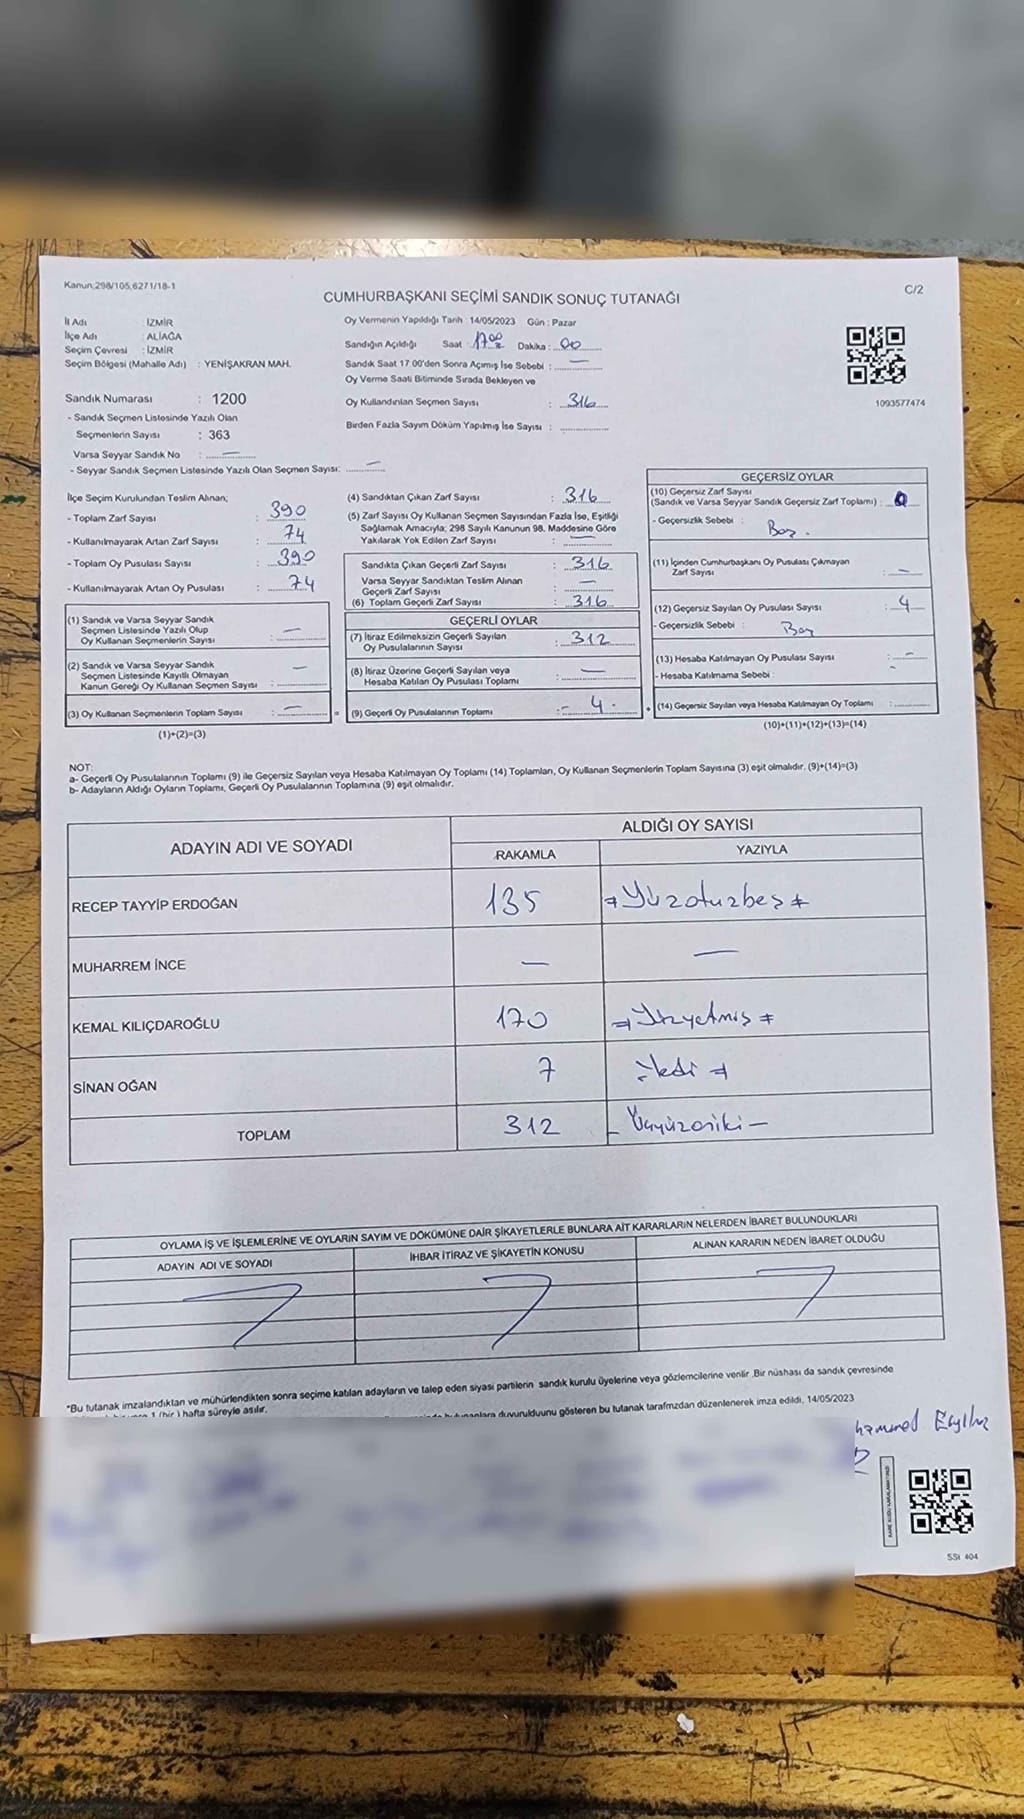 Kanun;298/105,6271/18-1
C/2
CUMHURBAŞKANI SEÇİMİ SANDIK SONUÇ TUTANAĞI
İl Adı : İZMİR
İlçe Adı : ALİAĞA
Seçim Çevresi : İZMİR
Seçim Bölgesi (Mahalle Adı) : YENİŞAKRAN MAH.
Sandık Numarası : 1200
- Sandık Seçmen Listesinde Yazılı Olan
Seçmenlerin Sayısı : 363
Varsa Seyyar Sandık No : —
- Seyyar Sandık Seçmen Listesinde Yazılı Olan Seçmen Sayısı: —
Oy Vermenin Yapıldığı Tarih : 14/05/2023 Gün : Pazar
Sandığın Açıldığı Saat : 17:00 Dakika : 00
Sandık Saat 17 00'den Sonra Açımış İse Sebebi : —
Oy Verme Saati Bitiminde Sırada Bekleyen ve
Oy Kullandırılan Seçmen Sayısı : 316
Birden Fazla Sayım Döküm Yapılmış İse Sayısı :
1093577474
İlçe Seçim Kurulundan Teslim Alınan;
- Toplam Zarf Sayısı : 390
- Kullanılmayarak Artan Zarf Sayısı : 74
- Toplam Oy Pusulası Sayısı : 390
- Kullanılmayarak Artan Oy Pusulası : 74
(1) Sandık ve Varsa Seyyar Sandık
Seçmen Listesinde Yazılı Olup
Oy Kullanan Seçmenlerin Sayısı : —
(2) Sandık ve Varsa Seyyar Sandık
Seçmen Listesinde Kayıtlı Olmayan
Kanun Gereği Oy Kullanan Seçmen Sayısı : —
(3) Oy Kullanan Seçmenlerin Toplam Sayısı : —
(1)+(2)=(3)
(4) Sandıktan Çıkan Zarf Sayısı : 316
(5) Zarf Sayısı Oy Kullanan Seçmen Sayısından Fazla İse, Eşitliği
Sağlamak Amacıyla; 298 Sayılı Kanunun 98. Maddesine Göre
Yakılarak Yok Edilen Zarf Sayısı : —
Sandıkta Çıkan Geçerli Zarf Sayısı : 316
Varsa Seyyar Sandıktan Teslim Alınan
Geçerli Zarf Sayısı : —
(6) Toplam Geçerli Zarf Sayısı : 316
GEÇERLİ OYLAR
(7) İtiraz Edilmeksizin Geçerli Sayılan
Oy Pusulalarının Sayısı : 312
(8) İtiraz Üzerine Geçerli Sayılan veya
Hesaba Katılan Oy Pusulası Toplamı : —
(9) Geçerli Oy Pusulalarının Toplamı : - 4 -
GEÇERSİZ OYLAR
(10) Geçersiz Zarf Sayısı
(Sandık ve Varsa Seyyar Sandık Geçersiz Zarf Toplamı) : 0
- Geçersizlik Sebebi : Boş.
(11) İçinden Cumhurbaşkanı Oy Pusulası Çıkmayan
Zarf Sayısı : —
(12) Geçersiz Sayılan Oy Pusulası Sayısı : 4
- Geçersizlik Sebebi : Boş
(13) Hesaba Katılmayan Oy Pusulası Sayısı : —
- Hesaba Katılmama Sebebi :
(14) Geçersiz Sayılan veya Hesaba Katılmayan Oy Toplamı :
(10)+(11)+(12)+(13)=(14)
NOT:
a- Geçerli Oy Pusulalarının Toplamı (9) ile Geçersiz Sayılan veya Hesaba Katılmayan Oy Toplamı (14) Toplamları, Oy Kullanan Seçmenlerin Toplam Sayısına (3) eşit olmalıdır. (9)+(14)=(3)
b- Adayların Aldığı Oyların Toplamı, Geçerli Oy Pusulalarının Toplamına (9) eşit olmalıdır.
ADAYIN ADI VE SOYADI ALDIĞI OY SAYISI
RAKAMLA YAZIYLA
RECEP TAYYİP ERDOĞAN 135 Yüzotuzbeş
MUHARREM İNCE — —
KEMAL KILIÇDAROĞLU 170 Yüzyetmiş
SİNAN OĞAN 7 Yedi
TOPLAM 312 - Üçyüzoniki -
OYLAMA İŞ VE İŞLEMLERİNE VE OYLARIN SAYIM VE DÖKÜMÜNE DAİR ŞİKAYETLERLE BUNLARA AİT KARARLARIN NELERDEN İBARET BULUNDUKLARI
ADAYIN ADI VE SOYADI İHBAR İTİRAZ VE ŞİKAYETİN KONUSU ALINAN KARARIN NEDEN İBARET OLDUĞU
*Bu tutanak imzalandıktan ve mühürlendikten sonra seçime katılan adayların ve talep eden siyasi partilerin sandık kurulu üyelerine veya gözlemcilerine verilir .Bir nüshası da sandık çevresinde
1 (bir ) hafta süreyle asılır.
duyurulduunu gösteren bu tutanak tarafımzdan düzenlenerek imza edildi. 14/05/2023
SSI 404